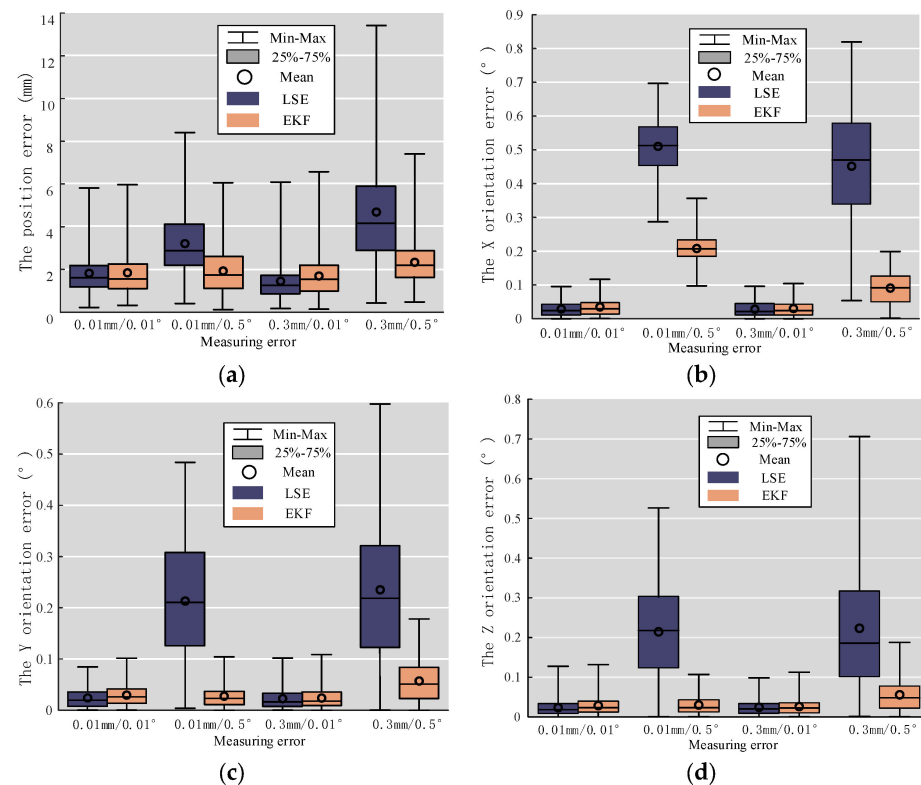 The position error (mm)
14
12
10
8
6
4
2
0
Min-Max
25%-75%
Mean
LSE
EKF
0.01mm/0.01° 0.01mm/0.5° 0.3mm/0.01° 0.3mm/0.5°
Measuring error
(a)
The X orientation error (°)
0.9
0.8
0.7
0.6
0.5
0.4
0.3
0.2
0.1
0
Min-Max
25%-75%
Mean
LSE
EKF
0.01mm/0.01° 0.01mm/0.5° 0.3mm/0.01° 0.3mm/0.5°
Measuring error
(b)
The Y orientation error (°)
0.6
0.5
0.4
0.3
0.2
0.1
0
Min-Max
25%-75%
Mean
LSE
EKF
0.01mm/0.01° 0.01mm/0.5° 0.3mm/0.01° 0.3mm/0.5°
Measuring error
(c)
The Z orientation error (°)
0.8
0.7
0.6
0.5
0.4
0.3
0.2
0.1
0
Min-Max
25%-75%
Mean
LSE
EKF
0.01mm/0.01° 0.01mm/0.5° 0.3mm/0.01° 0.3mm/0.5°
Measuring error
(d)